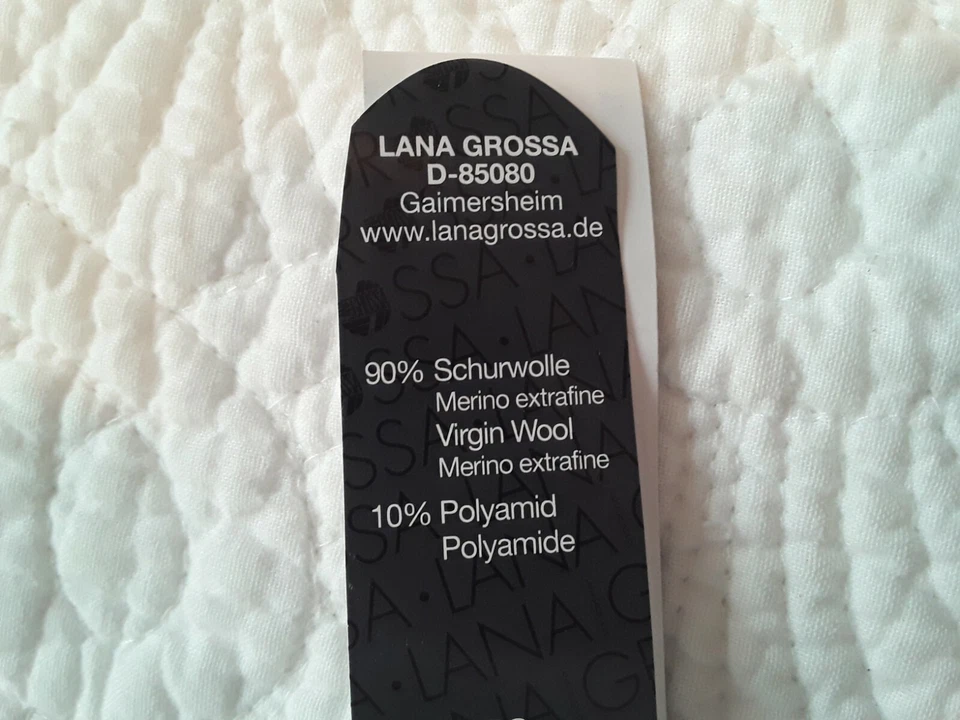 LANA GROSSA
D-85080
Gaimersheim
www.lanagrossa.de
90% Schurwolle
Merino extrafine
Virgin Wool
Merino extrafine
10% Polyamid
Polyamide